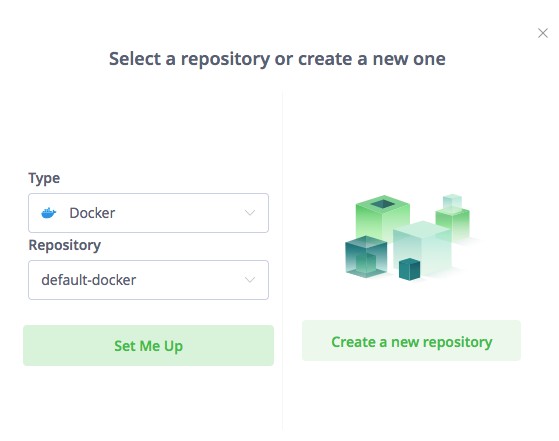 Select a repository or create a new one
Type
Docker
Repository
default-docker
Set Me Up
Create a new repository